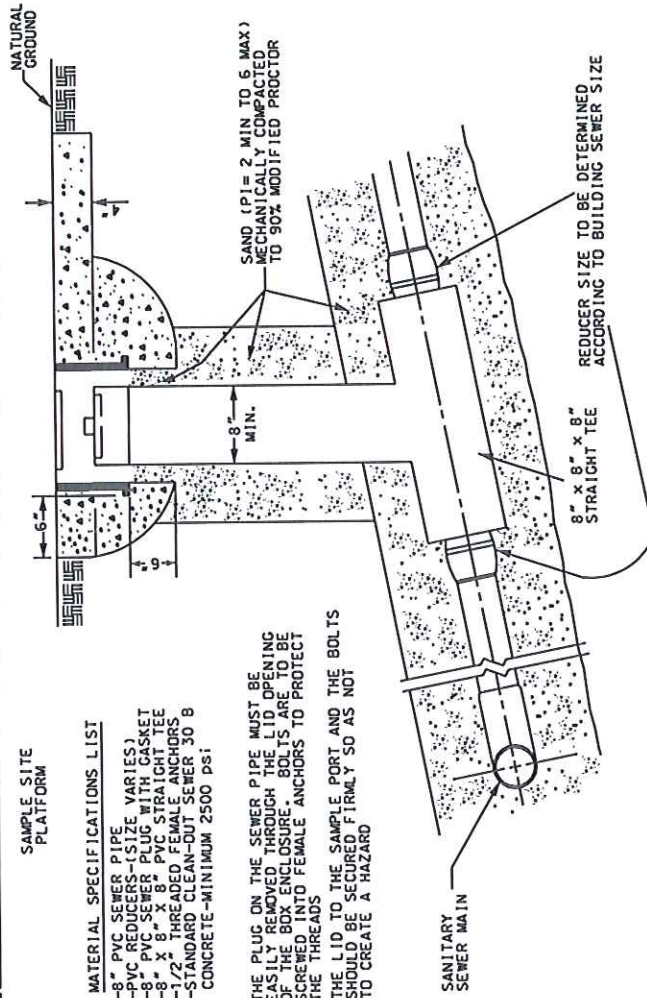 SAMPLE SITE
PLATFORM
MATERIAL SPECIFICATIONS LIST
-8" PVC SEWER PIPE
-PVC REDUCERS-(SIZE VARIES)
-8" PVC SEWER PLUG WITH GASKET
-8" X 8" X 8" PVC STRAIGHT TEE
-1/2" THREADED FEMALE ANCHORS
-STANDARD CLEAN-OUT SEWER 30 B
CONCRETE-MINIMUM 2500 psi
THE PLUG ON THE SEWER PIPE MUST BE
EASILY REMOVED THROUGH THE LID OPENING
OF THE BOX ENCLOSURE. BOLTS ARE TO BE
SCREWED INTO FEMALE ANCHORS TO PROTECT
THE THREADS
THE LID TO THE SAMPLE PORT AND THE BOLTS
SHOULD BE SECURED FIRMLY SO AS NOT
TO CREATE A HAZARD
SANITARY
SEWER MAIN
NATURAL
GROUND
4"
6"
6"
8"
MIN.
SAND (PI= 2 MIN TO 6 MAX)
MECHANICALLY COMPACTED
TO 90% MODIFIED PROCTOR
8" X 8" X 8"
STRAIGHT TEE
REDUCER SIZE TO BE DETERMINED
ACCORDING TO BUILDING SEWER SIZE